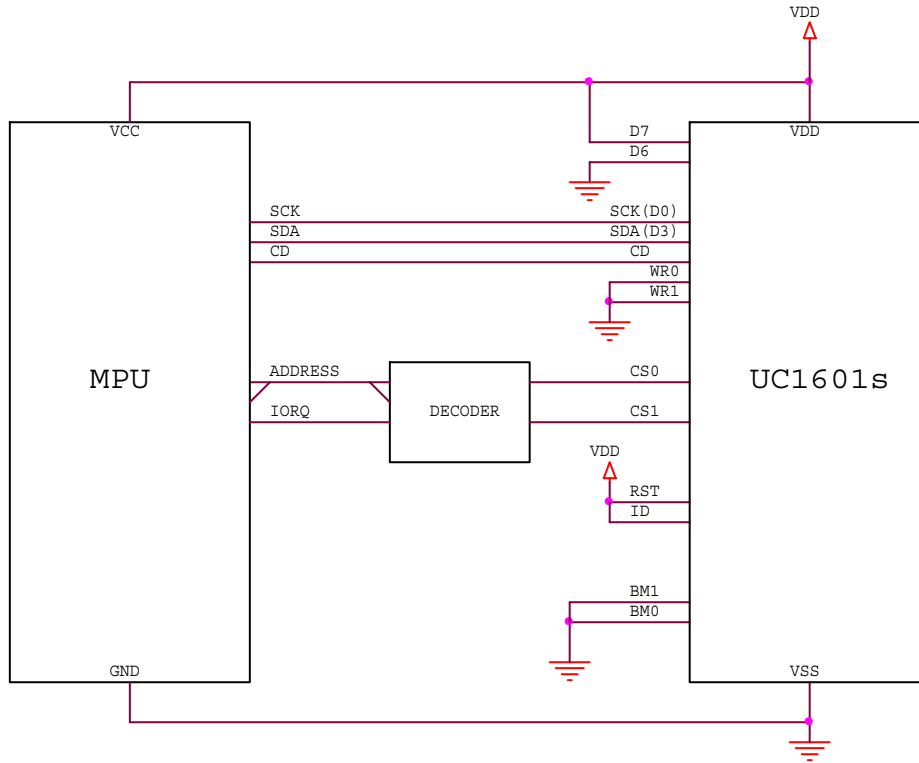 VDD
VCC
VDD
D7
D6
SCK
SCK(D0)
SDA
SDA(D3)
CD
CD
WR0
WR1
MPU
UC1601s
ADDRESS
CS0
IORQ
DECODER
CS1
VDD
RST
ID
BM1
BM0
GND
VSS